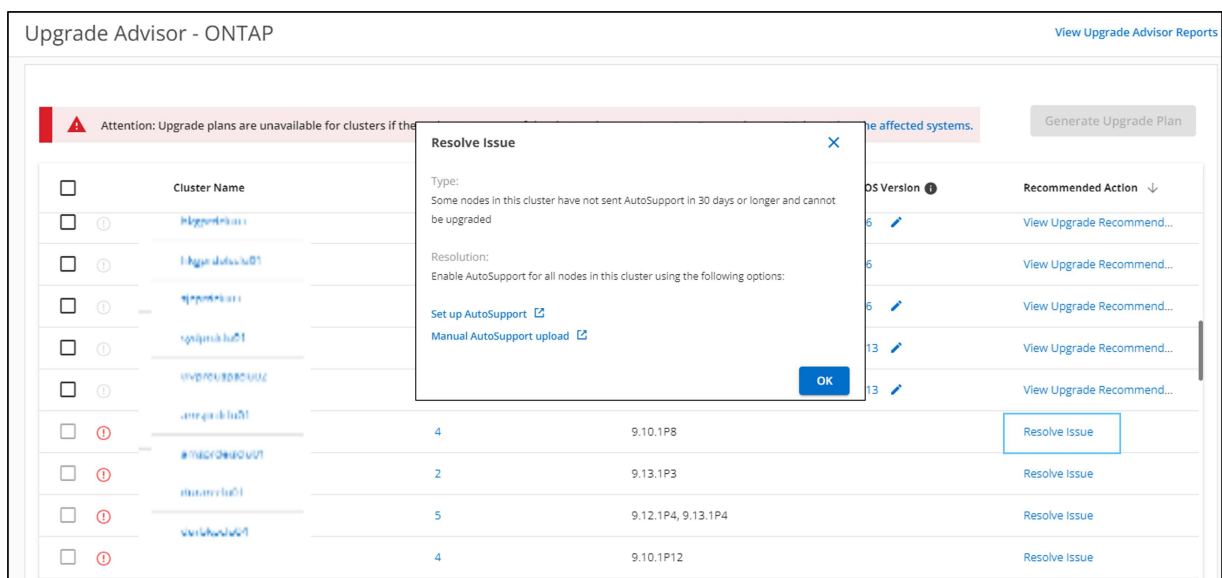 Upgrade Advisor - ONTAP
View Upgrade Advisor Reports
Attention: Upgrade plans are unavailable for clusters if the
he affected systems.
Generate Upgrade Plan
Resolve Issue
Type:
Some nodes in this cluster have not sent AutoSupport in 30 days or longer and cannot
be upgraded
Resolution:
Enable AutoSupport for all nodes in this cluster using the following options:
Set up AutoSupport
Manual AutoSupport upload
OK
Cluster Name
OS Version
Recommended Action
6 View Upgrade Recommend...
6 View Upgrade Recommend...
6 View Upgrade Recommend...
13 View Upgrade Recommend...
13 View Upgrade Recommend...
4 9.10.1P8 Resolve Issue
2 9.13.1P3 Resolve Issue
5 9.12.1P4, 9.13.1P4 Resolve Issue
4 9.10.1P12 Resolve Issue